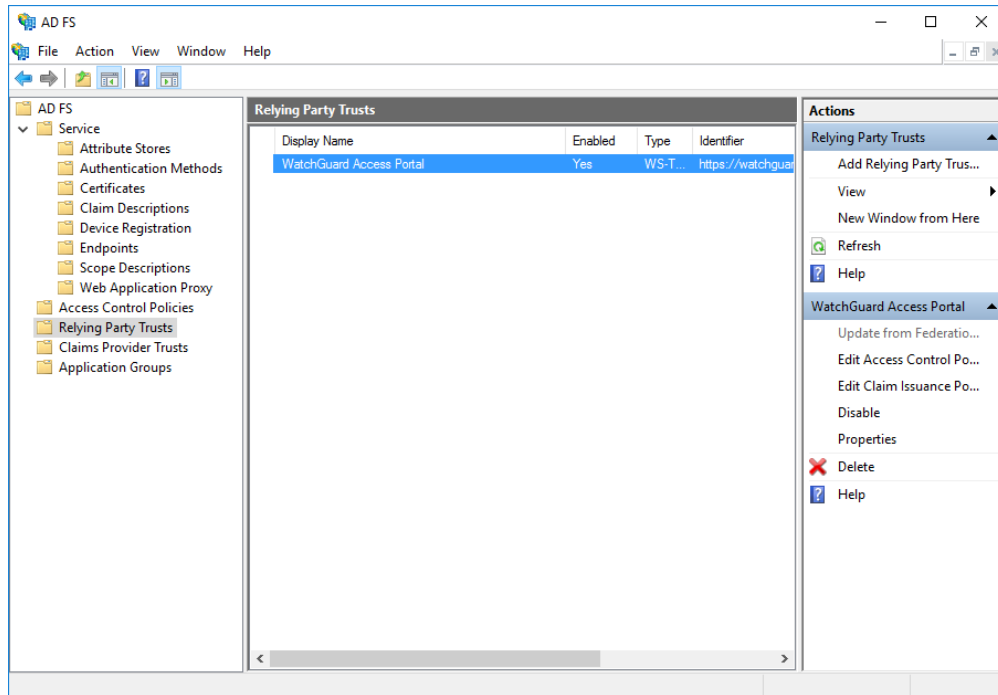 AD FS
File Action View Window Help
AD FS
Service
Attribute Stores
Authentication Methods
Certificates
Claim Descriptions
Device Registration
Endpoints
Scope Descriptions
Web Application Proxy
Access Control Policies
Relying Party Trusts
Claims Provider Trusts
Application Groups
Relying Party Trusts
Display Name Enabled Type Identifier
WatchGuard Access Portal Yes WS-T... https://watchguar
Actions
Relying Party Trusts
Add Relying Party Trus...
View
New Window from Here
Refresh
Help
WatchGuard Access Portal
Update from Federatio...
Edit Access Control Po...
Edit Claim Issuance Po...
Disable
Properties
Delete
Help